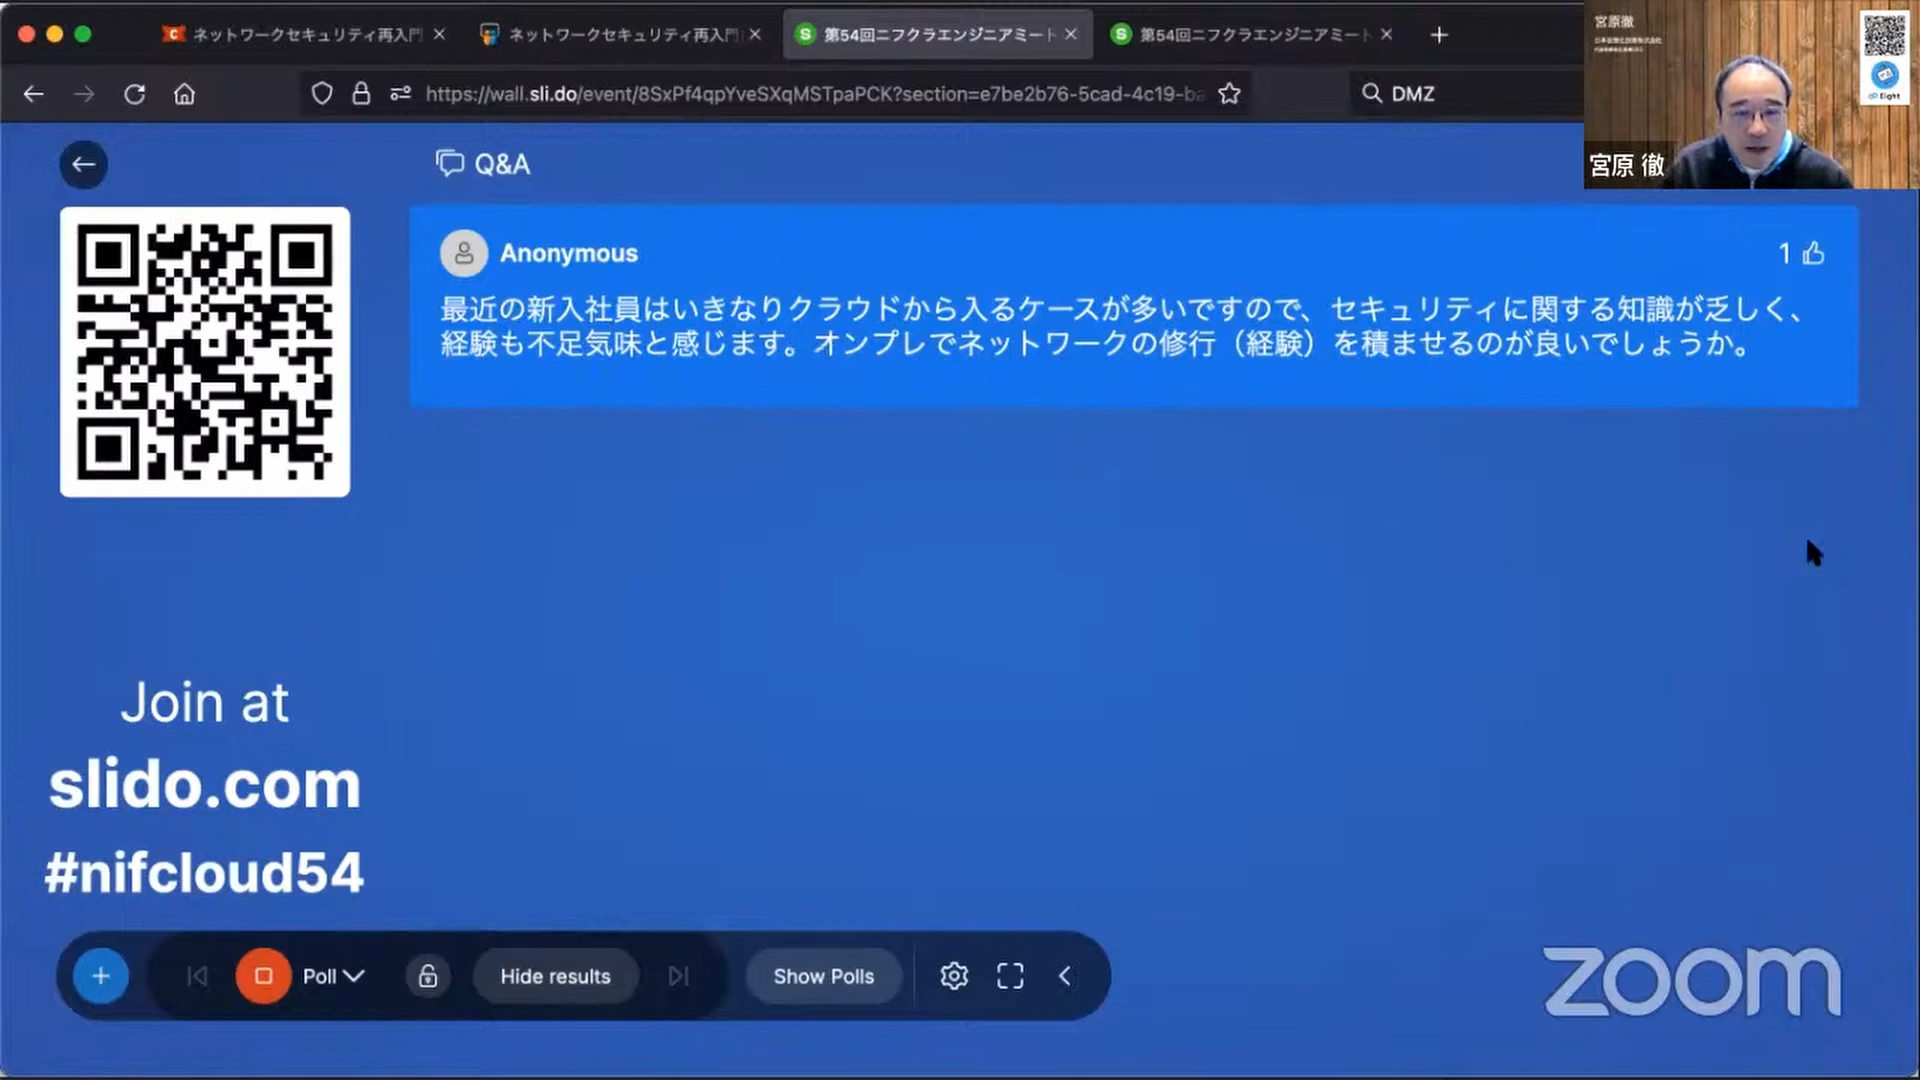 ネットワークセキュリティ再入門
ネットワークセキュリティ再入門
第54回ニフクラエンジニアミート
第54回ニフクラエンジニアミート
https://wall.sli.do/event/8SxPf4qpYveSXqMSTpaPCK?section=e7be2b76-5cad-4c19-ba
DMZ
宮原徹
Eight
宮原 徹
Q&A
Anonymous
1
最近の新入社員はいきなりクラウドから入るケースが多いですので、セキュリティに関する知識が乏しく、
経験も不足気味と感じます。オンプレでネットワークの修行（経験）を積ませるのが良いでしょうか。
Join at
slido.com
#nifcloud54
Poll
Hide results
Show Polls
zoom